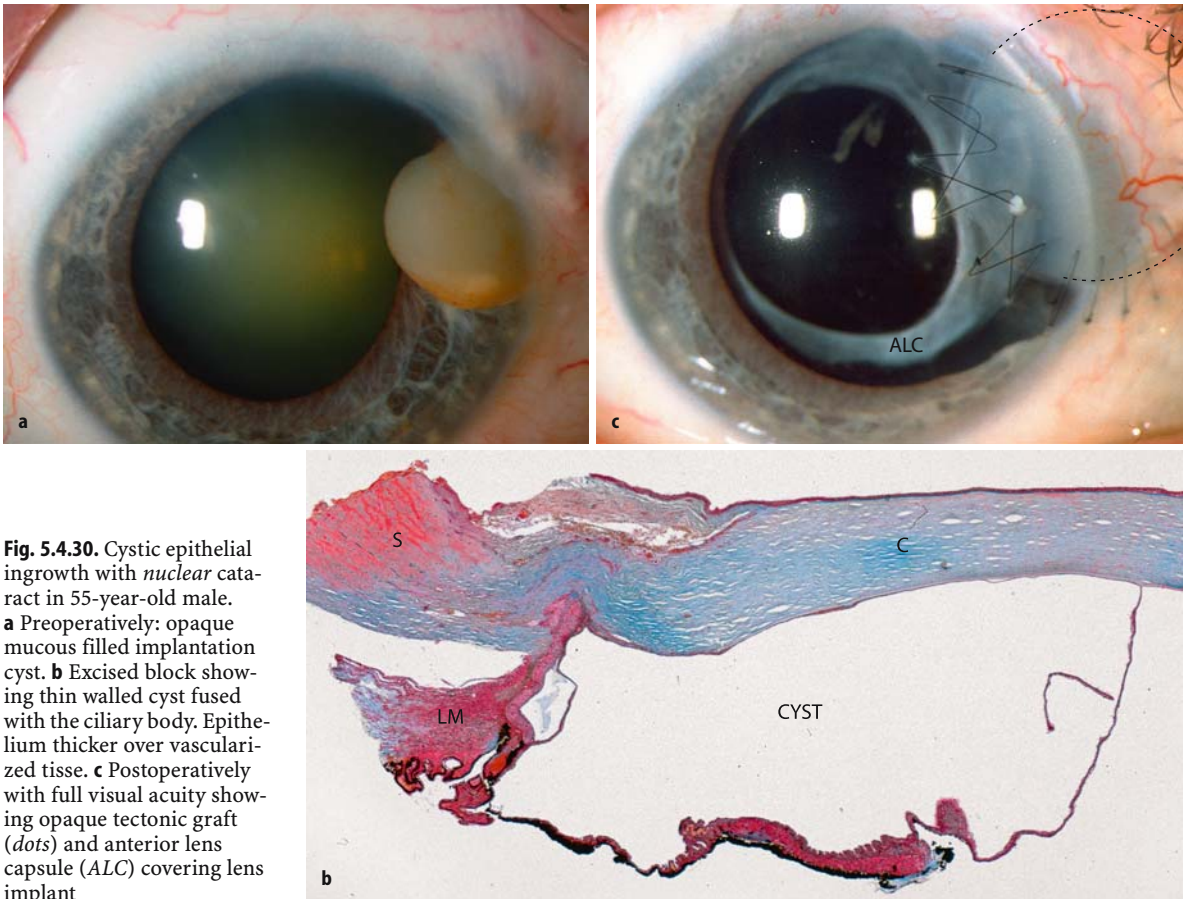 a
c
ALC
Fig. 5.4.30. Cystic epithelial
ingrowth with nuclear cata-
ract in 55-year-old male.
a Preoperatively: opaque
mucous filled implantation
cyst. b Excised block show-
ing thin walled cyst fused
with the ciliary body. Epithe-
lium thicker over vascular-
ized tisse. c Postoperatively
with full visual acuity show-
ing opaque tectonic graft
(dots) and anterior lens
capsule (ALC) covering lens
implant
S
C
LM
CYST
b